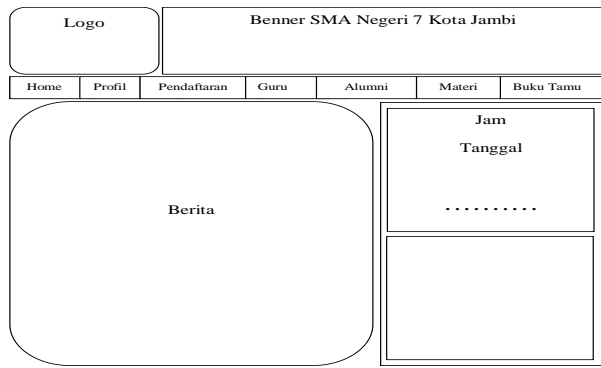 Logo
Benner SMA Negeri 7 Kota Jambi
Home Profil Pendaftaran Guru Alumni Materi Buku Tamu
Jam
Tanggal
Berita
..........